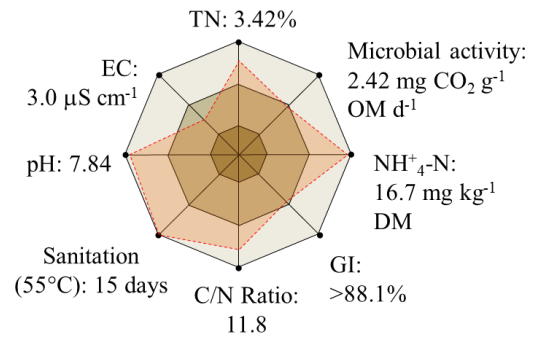 TN: 3.42%
Microbial activity:
2.42 mg CO₂ g⁻¹
OM d⁻¹
EC:
3.0 µS cm⁻¹
pH: 7.84
NH⁺₄-N:
16.7 mg kg⁻¹
DM
Sanitation
(55°C): 15 days
GI:
>88.1%
C/N Ratio:
11.8